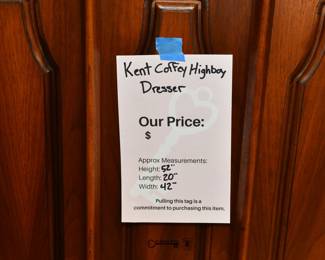 Kent Coffey Highboy
Dresser
Our Price:
$
Approx Measurements:
Height: 52"
Length: 20"
Width: 42"
Pulling this tag is a
commitment to purchasing this item.